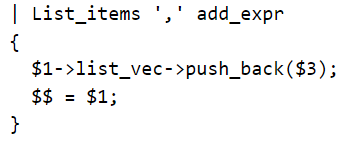 | List_items ',' add_expr
{
  $1->list_vec->push_back($3);
  $$ = $1;
}